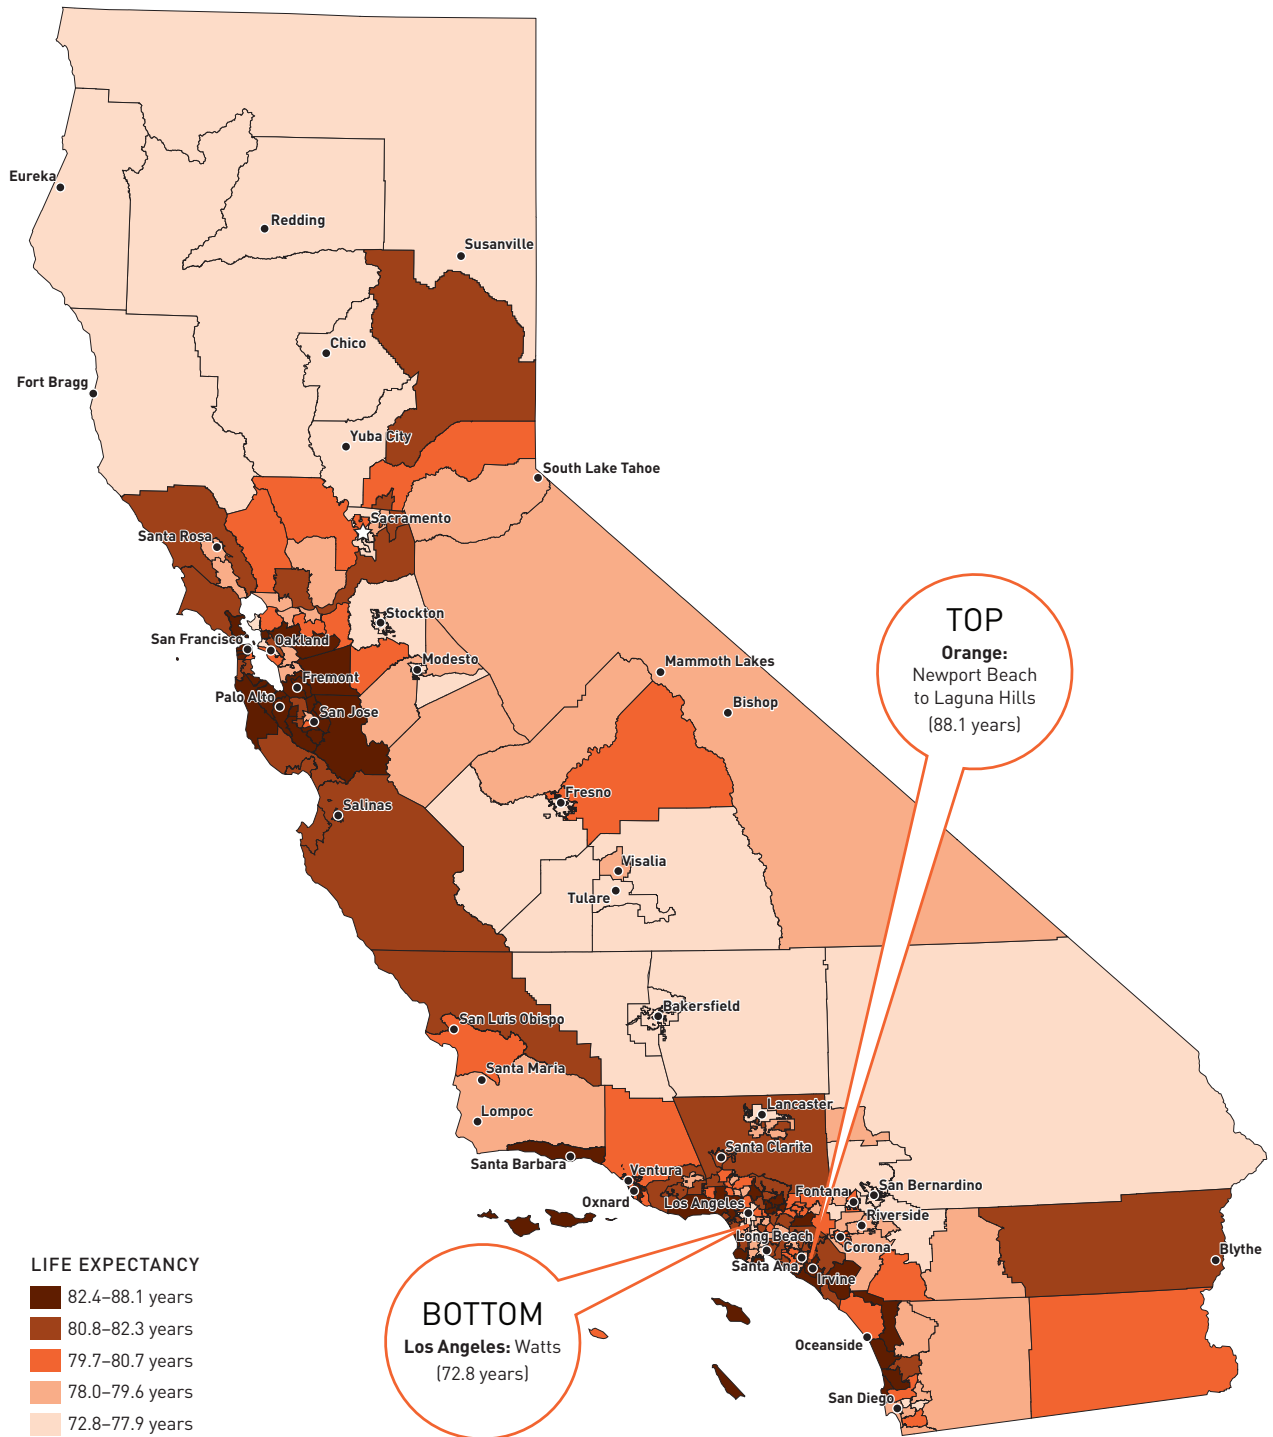 Eureka
Redding
Susanville
Chico
Fort Bragg
Yuba City
South Lake Tahoe
Sacramento
Santa Rosa
Stockton
San Francisco
Oakland
Modesto
Mammoth Lakes
Fremont
Palo Alto
Bishop
San Jose
Fresno
Salinas
Visalia
Tulare
Bakersfield
San Luis Obispo
Santa Maria
Lancaster
Lompoc
Santa Clarita
Santa Barbara
Ventura
San Bernardino
Fontana
Oxnard
Los Angeles
Riverside
Long Beach
Corona
Blythe
Santa Ana
Irvine
Oceanside
San Diego
TOP
Orange:
Newport Beach
to Laguna Hills
(88.1 years)
BOTTOM
Los Angeles: Watts
(72.8 years)
LIFE EXPECTANCY
82.4–88.1 years
80.8–82.3 years
79.7–80.7 years
78.0–79.6 years
72.8–77.9 years